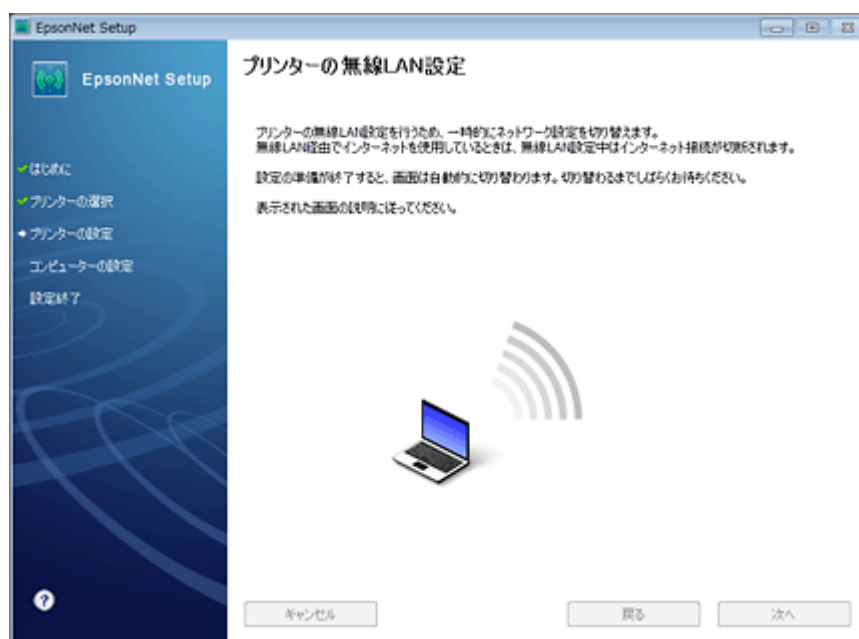 EpsonNet Setup
EpsonNet Setup
はじめに
プリンターの選択
プリンターの設定
コンピューターの設定
設定終了
プリンターの無線LAN設定
プリンターの無線LAN設定を行うため、一時的にネットワーク設定を切り替えます。
無線LAN経由でインターネットを使用しているときは、無線LAN設定中はインターネット接続が切断されます。
設定の準備が終了すると、画面は自動的に切り替わります。切り替わるまでしばらくお待ちください。
表示された画面の説明に従ってください。
?
キャンセル
戻る
次へ